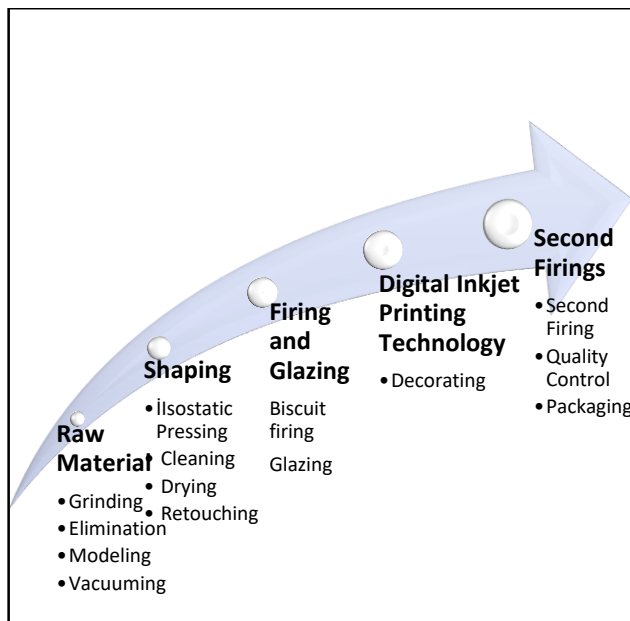 Raw
Material
• Grinding
• Elimination
• Modeling
• Vacuuming
Shaping
• İlsostatic
Pressing
• Cleaning
• Drying
• Retouching
Firing
and
Glazing
Biscuit
firing
Glazing
Digital Inkjet
Printing
Technology
• Decorating
Second
Firings
• Second
Firing
• Quality
Control
• Packaging